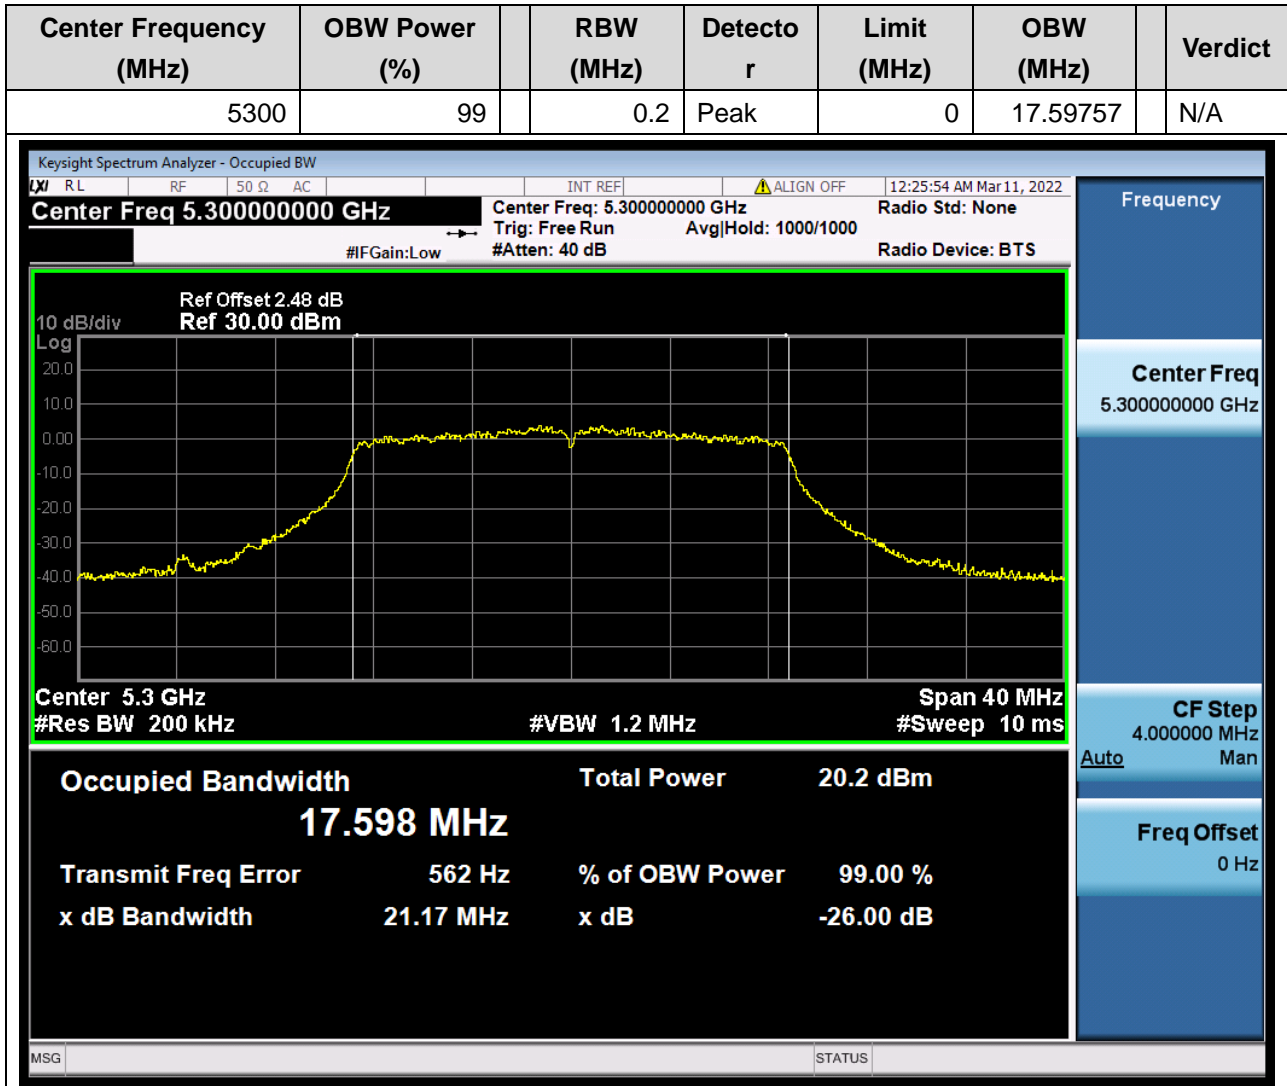 Center Frequency (MHz) OBW Power (%) RBW (MHz) Detector Limit (MHz) OBW (MHz) Verdict
5300 99 0.2 Peak 0 17.59757 N/A
Keysight Spectrum Analyzer - Occupied BW
LXI RL RF 50 Ω AC INT REF ALIGN OFF 12:25:54 AM Mar 11, 2022
Center Freq 5.300000000 GHz
Center Freq: 5.300000000 GHz Radio Std: None
Trig: Free Run Avg|Hold: 1000/1000
#IFGain:Low #Atten: 40 dB Radio Device: BTS
Ref Offset 2.48 dB
10 dB/div Ref 30.00 dBm
Log
20.0
10.0
0.00
-10.0
-20.0
-30.0
-40.0
-50.0
-60.0
Center 5.3 GHz Span 40 MHz
#Res BW 200 kHz #VBW 1.2 MHz #Sweep 10 ms
Occupied Bandwidth Total Power 20.2 dBm
17.598 MHz
Transmit Freq Error 562 Hz % of OBW Power 99.00 %
x dB Bandwidth 21.17 MHz x dB -26.00 dB
MSG STATUS
Frequency
Center Freq
5.300000000 GHz
CF Step
4.000000 MHz
Auto Man
Freq Offset
0 Hz